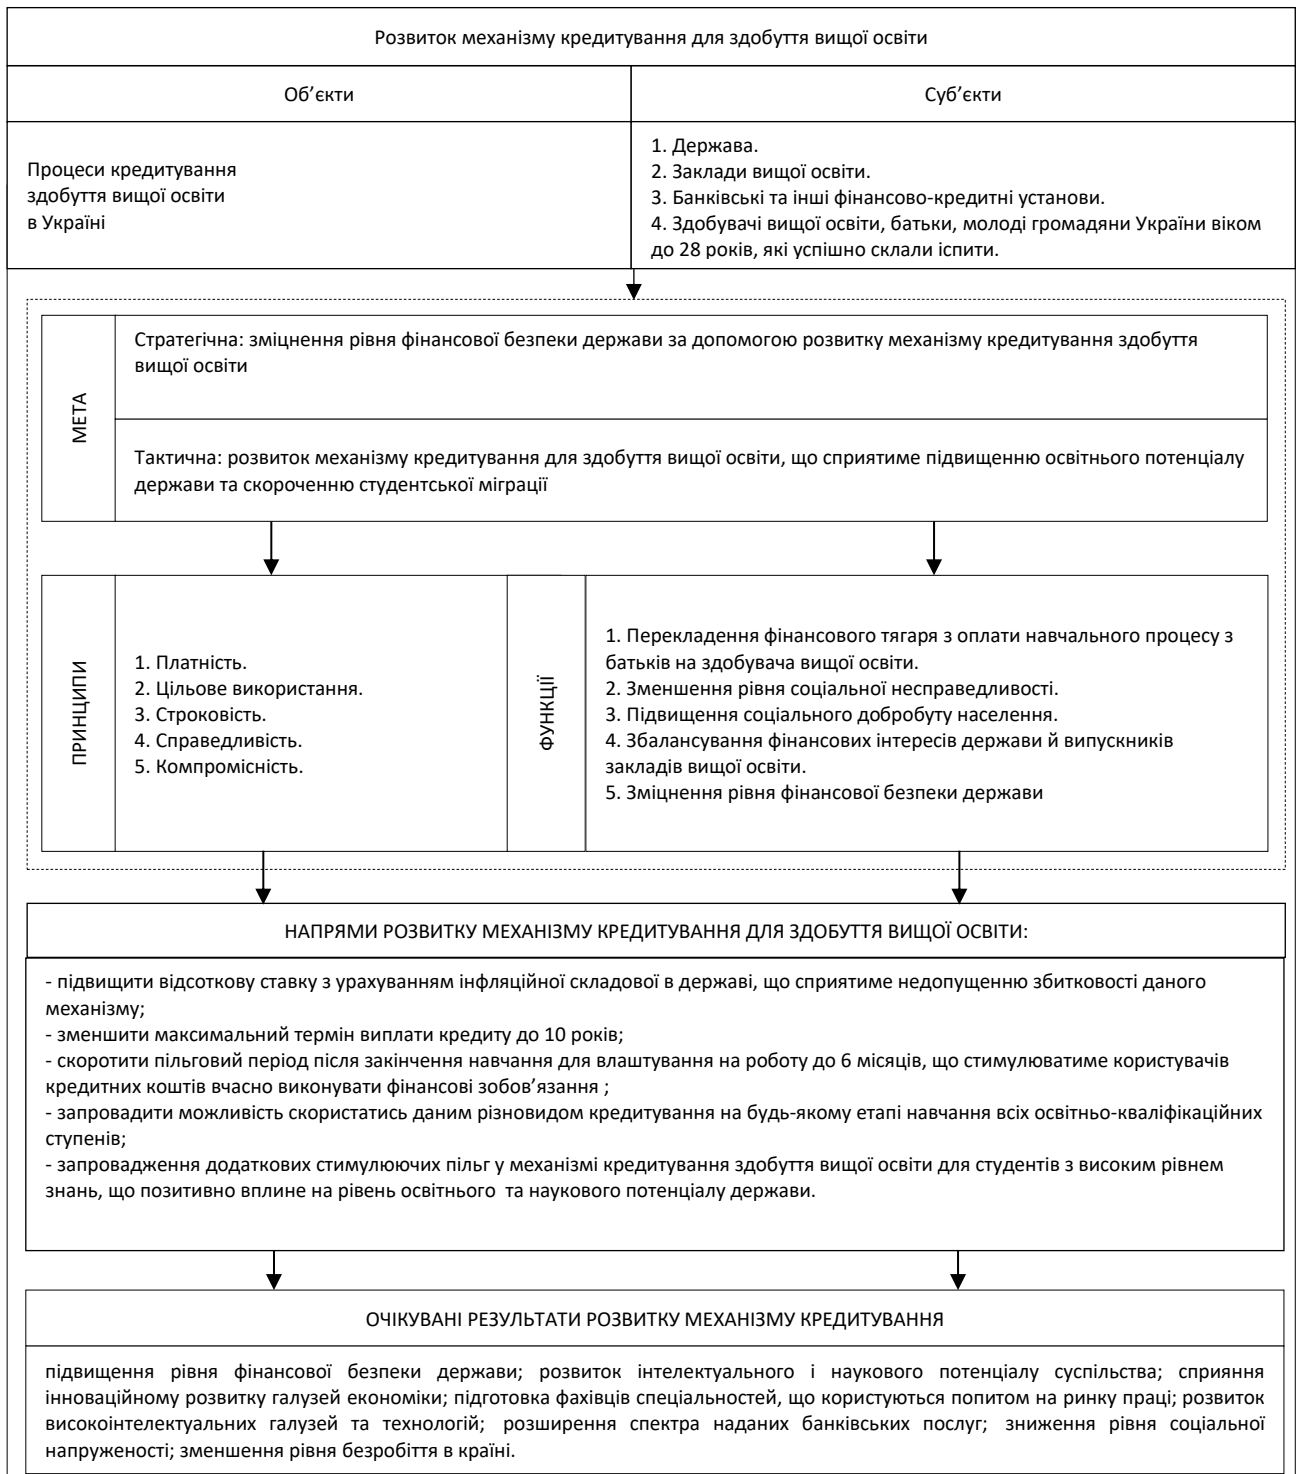 Розвиток механізму кредитування для здобуття вищої освіти
Об’єкти
Суб’єкти
Процеси кредитування
здобуття вищої освіти
в Україні
1. Держава.
2. Заклади вищої освіти.
3. Банківські та інші фінансово-кредитні установи.
4. Здобувачі вищої освіти, батьки, молоді громадяни України віком
до 28 років, які успішно склали іспити.
МЕТА
Стратегічна: зміцнення рівня фінансової безпеки держави за допомогою розвитку механізму кредитування здобуття
вищої освіти
Тактична: розвиток механізму кредитування для здобуття вищої освіти, що сприятиме підвищенню освітнього потенціалу
держави та скороченню студентської міграції
ПРИНЦИПИ
1. Платність.
2. Цільове використання.
3. Строковість.
4. Справедливість.
5. Компромісність.
ФУНКЦІЇ
1. Перекладення фінансового тягаря з оплати навчального процесу з
батьків на здобувача вищої освіти.
2. Зменшення рівня соціальної несправедливості.
3. Підвищення соціального добробуту населення.
4. Збалансування фінансових інтересів держави й випускників
закладів вищої освіти.
5. Зміцнення рівня фінансової безпеки держави
НАПРЯМИ РОЗВИТКУ МЕХАНІЗМУ КРЕДИТУВАННЯ ДЛЯ ЗДОБУТТЯ ВИЩОЇ ОСВІТИ:
- підвищити відсоткову ставку з урахуванням інфляційної складової в державі, що сприятиме недопущенню збитковості даного
механізму;
- зменшити максимальний термін виплати кредиту до 10 років;
- скоротити пільговий період після закінчення навчання для влаштування на роботу до 6 місяців, що стимулюватиме користувачів
кредитних коштів вчасно виконувати фінансові зобов’язання ;
- запровадити можливість скористатись даним різновидом кредитування на будь-якому етапі навчання всіх освітньо-кваліфікаційних
ступенів;
- запровадження додаткових стимулюючих пільг у механізмі кредитування здобуття вищої освіти для студентів з високим рівнем
знань, що позитивно вплине на рівень освітнього та наукового потенціалу держави.
ОЧІКУВАНІ РЕЗУЛЬТАТИ РОЗВИТКУ МЕХАНІЗМУ КРЕДИТУВАННЯ
підвищення рівня фінансової безпеки держави; розвиток інтелектуального і наукового потенціалу суспільства; сприяння
інноваційному розвитку галузей економіки; підготовка фахівців спеціальностей, що користуються попитом на ринку праці; розвиток
високоінтелектуальних галузей та технологій; розширення спектра наданих банківських послуг; зниження рівня соціальної
напруженості; зменшення рівня безробіття в країні.